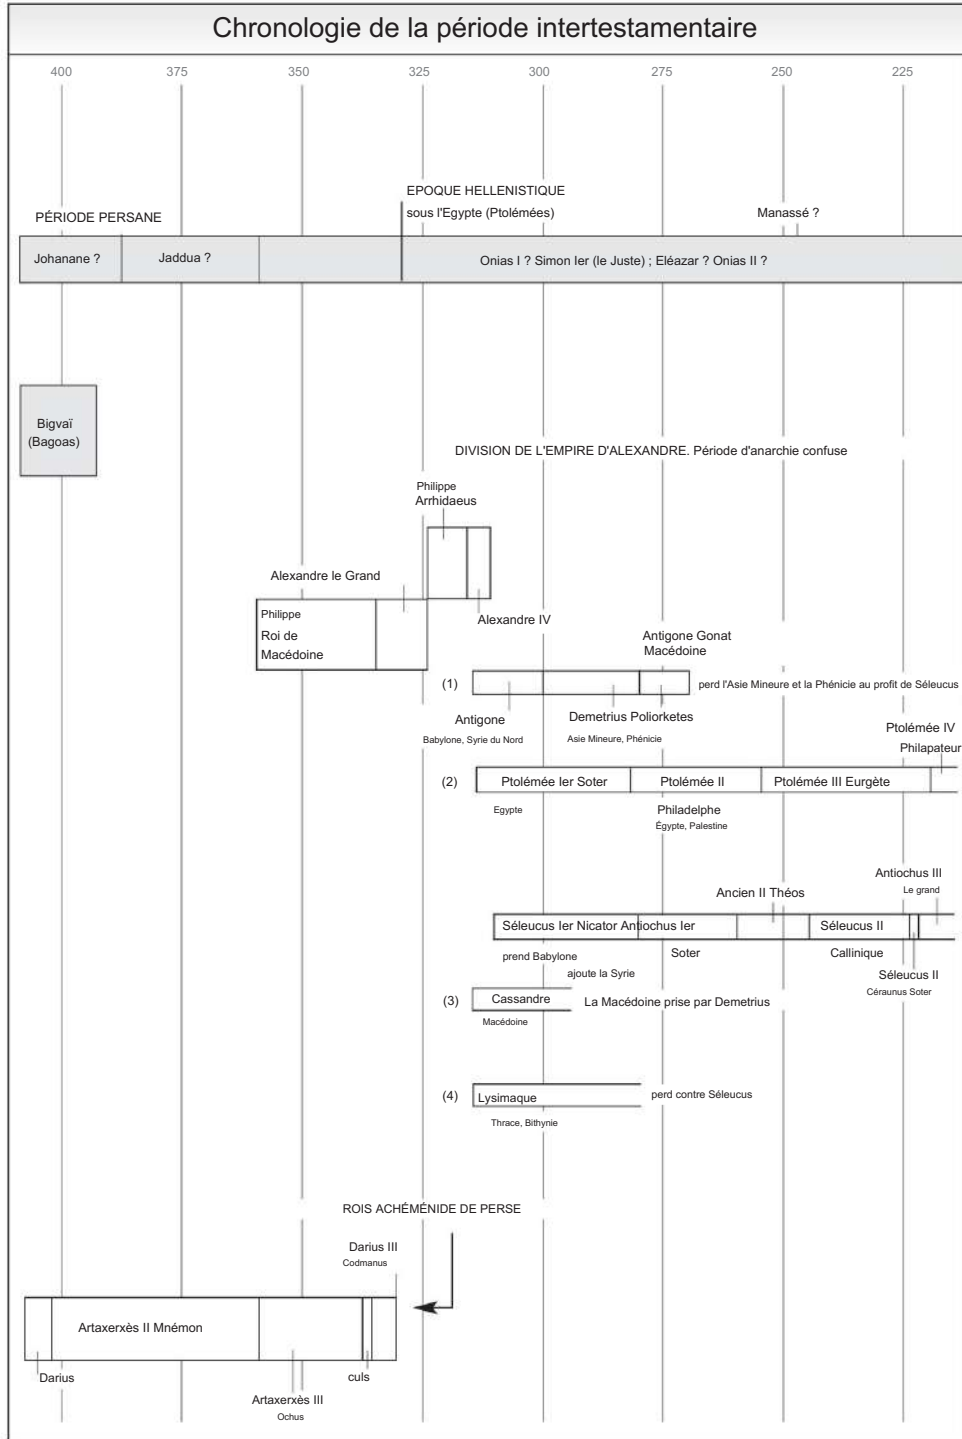 Chronologie de la période intertestamentaire
400 375 350 325 300 275 250 225
EPOQUE HELLENISTIQUE
PÉRIODE PERSANE
sous l'Egypte (Ptolémées)
Manassé ?
Johanane ?
Jaddua ?
Onias I ? Simon Ier (le Juste) ; Eléazar ? Onias II ?
Bigvaï
(Bagoas)
DIVISION DE L'EMPIRE D'ALEXANDRE. Période d'anarchie confuse
Philippe
Arrhidaeus
Alexandre le Grand
Philippe
Roi de
Macédoine
Alexandre IV
Antigone Gonat
Macédoine
(1)
perd l'Asie Mineure et la Phénicie au profit de Séleucus
Antigone
Babylone, Syrie du Nord
Demetrius Poliorketes
Asie Mineure, Phénicie
Ptolémée IV
Philapateur
(2)
Ptolémée Ier Soter
Ptolémée II
Ptolémée III Eurgète
Egypte
Philadelphe
Égypte, Palestine
Antiochus III
Le grand
Ancien II Théos
Séleucus Ier Nicator Antiochus Ier
Séleucus II
prend Babylone
Soter
Callinique
ajoute la Syrie
Séleucus II
Céraunus Soter
(3)
Cassandre
La Macédoine prise par Demetrius
Macédoine
(4)
Lysimaque
perd contre Séleucus
Thrace, Bithynie
ROIS ACHÉMÉNIDE DE PERSE
Darius III
Codmanus
Artaxerxès II Mnémon
Darius
culs
Artaxerxès III
Ochus